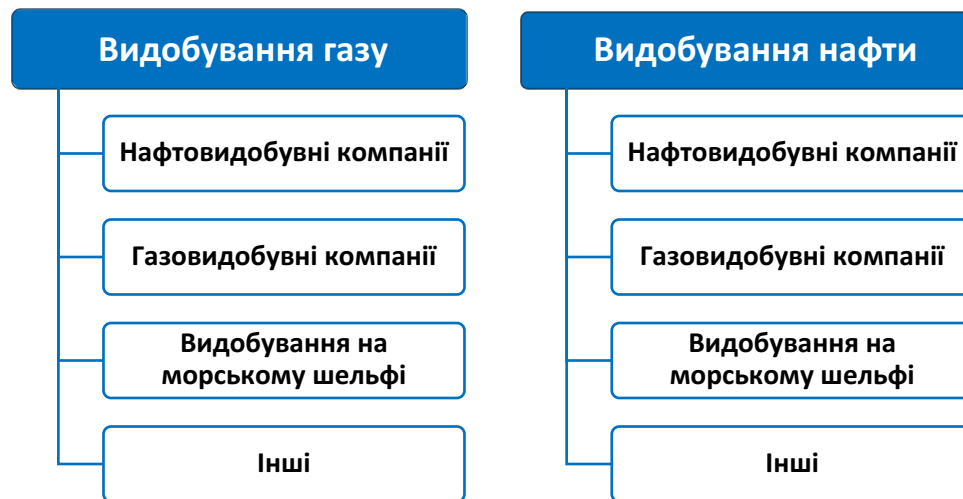 Видобування газу
Нафтовидобувні компанії
Газовидобувні компанії
Видобування на
морському шельфі
Інші
Видобування нафти
Нафтовидобувні компанії
Газовидобувні компанії
Видобування на
морському шельфі
Інші